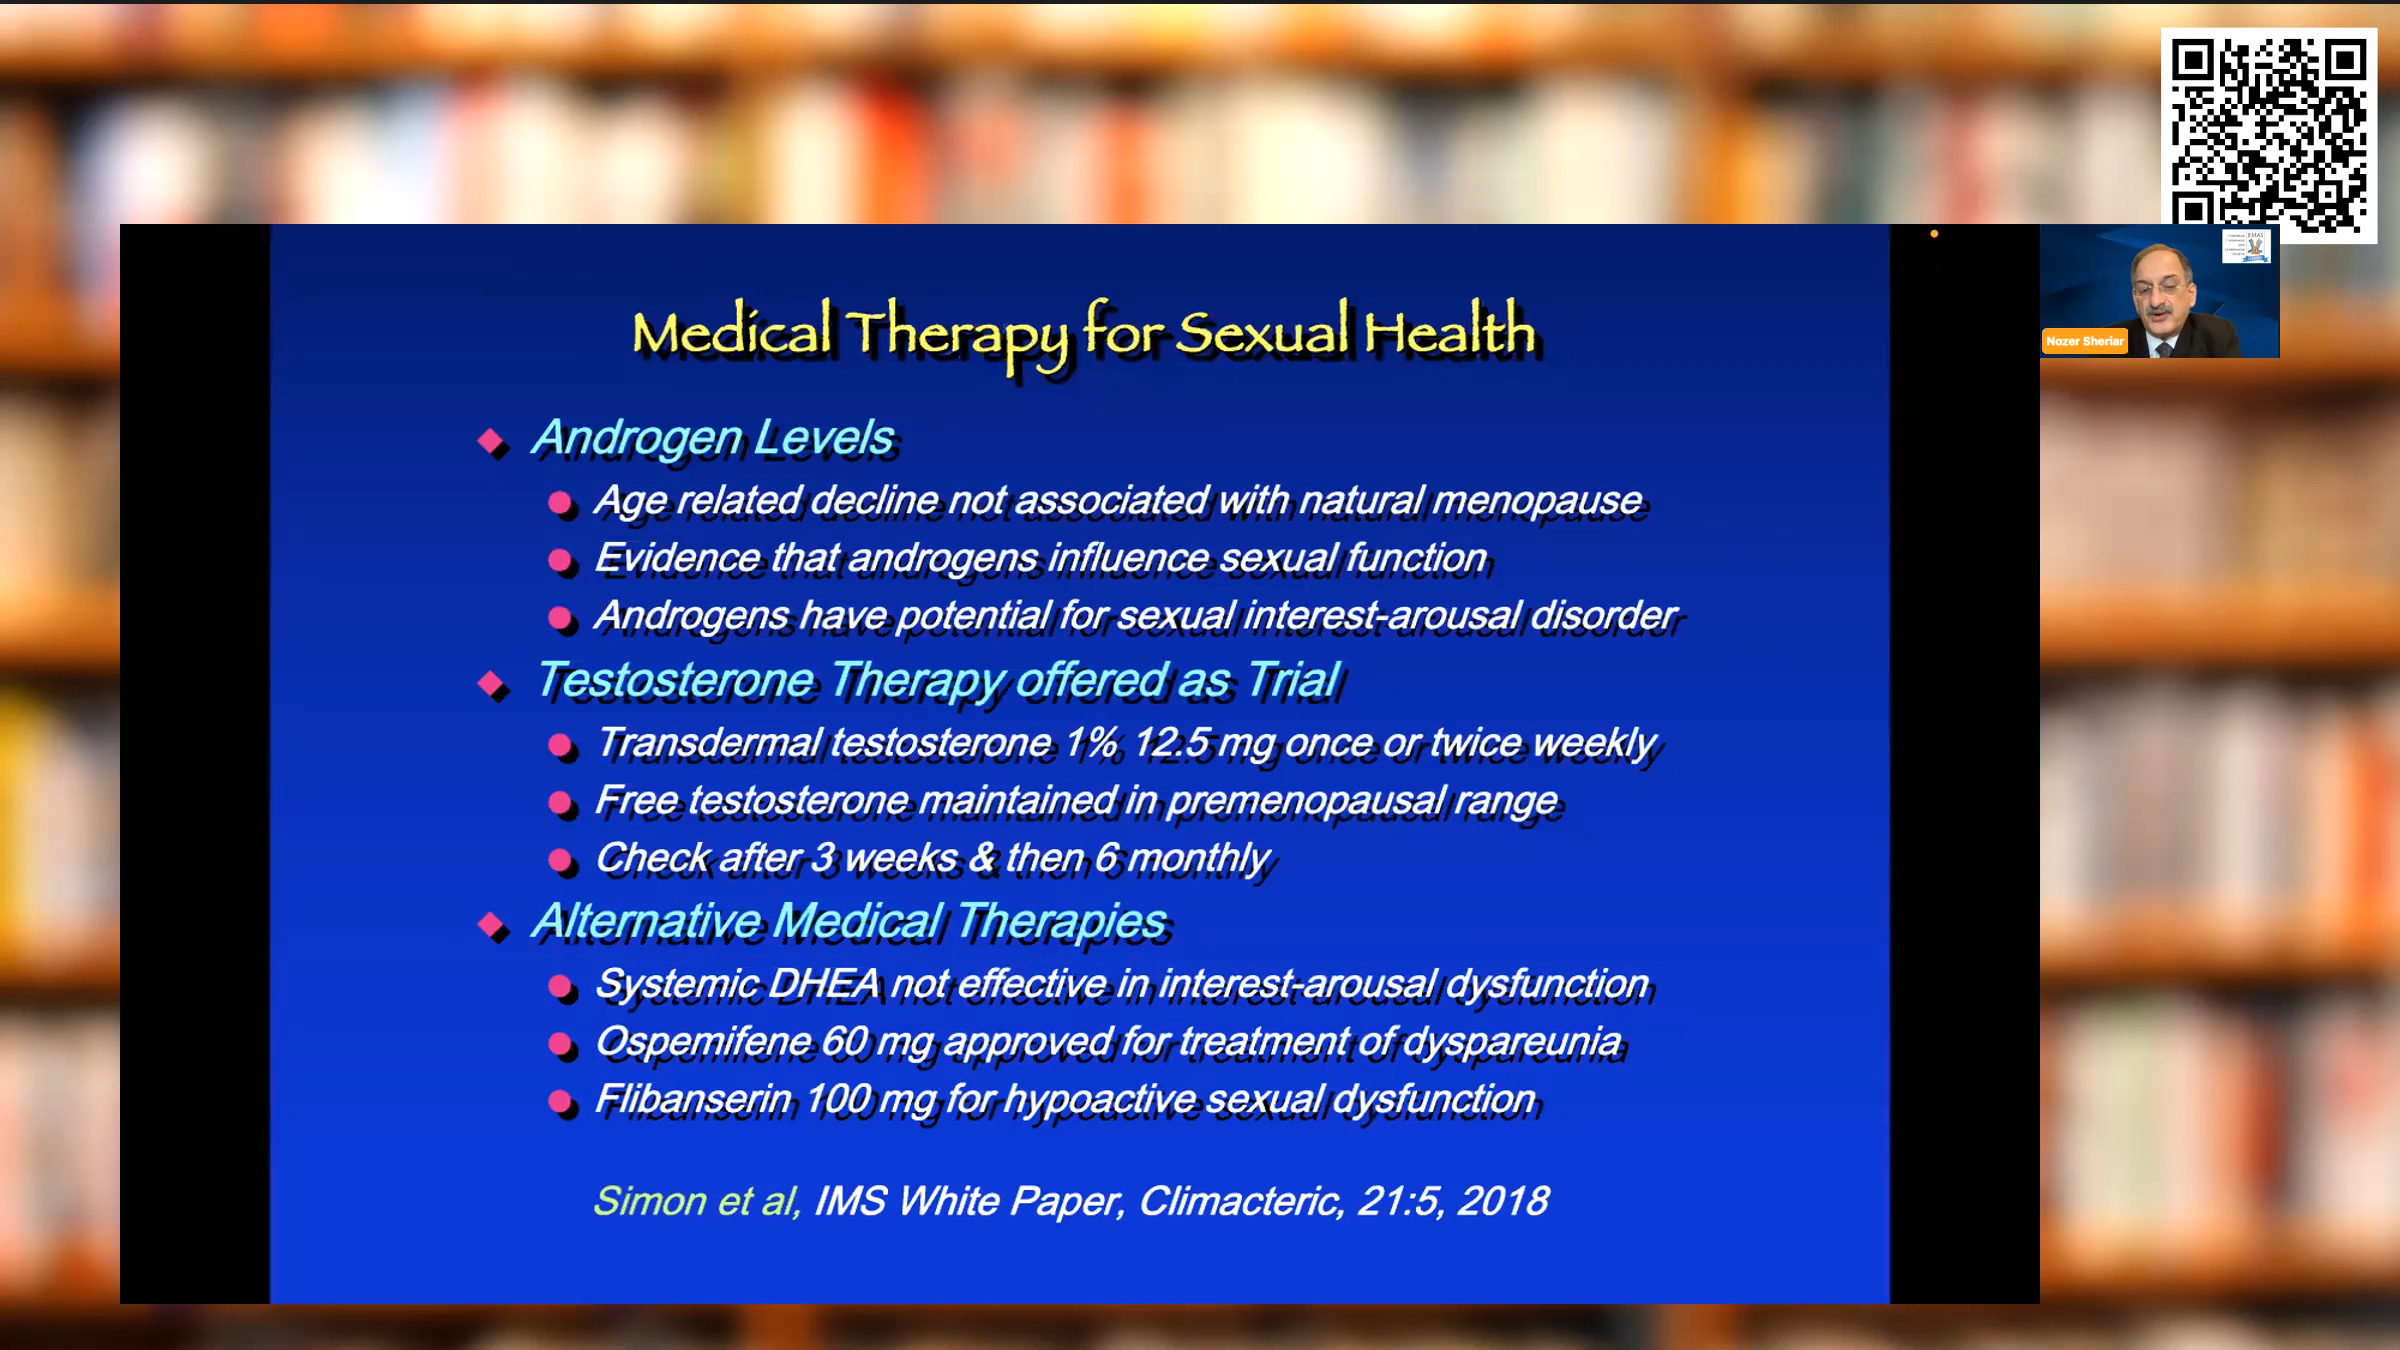 Medical Therapy for Sexual Health
Androgen Levels
Age related decline not associated with natural menopause
Evidence that androgens influence sexual function
Androgens have potential for sexual interest-arousal disorder
Testosterone Therapy offered as Trial
Transdermal testosterone 1% 12.5 mg once or twice weekly
Free testosterone maintained in premenopausal range
Check after 3 weeks & then 6 monthly
Alternative Medical Therapies
Systemic DHEA not effective in interest-arousal dysfunction
Ospemifene 60 mg approved for treatment of dyspareunia
Flibanserin 100 mg for hypoactive sexual dysfunction
Simon et al, IMS White Paper, Climacteric, 21:5, 2018
EMAS
Nozer Sheriar